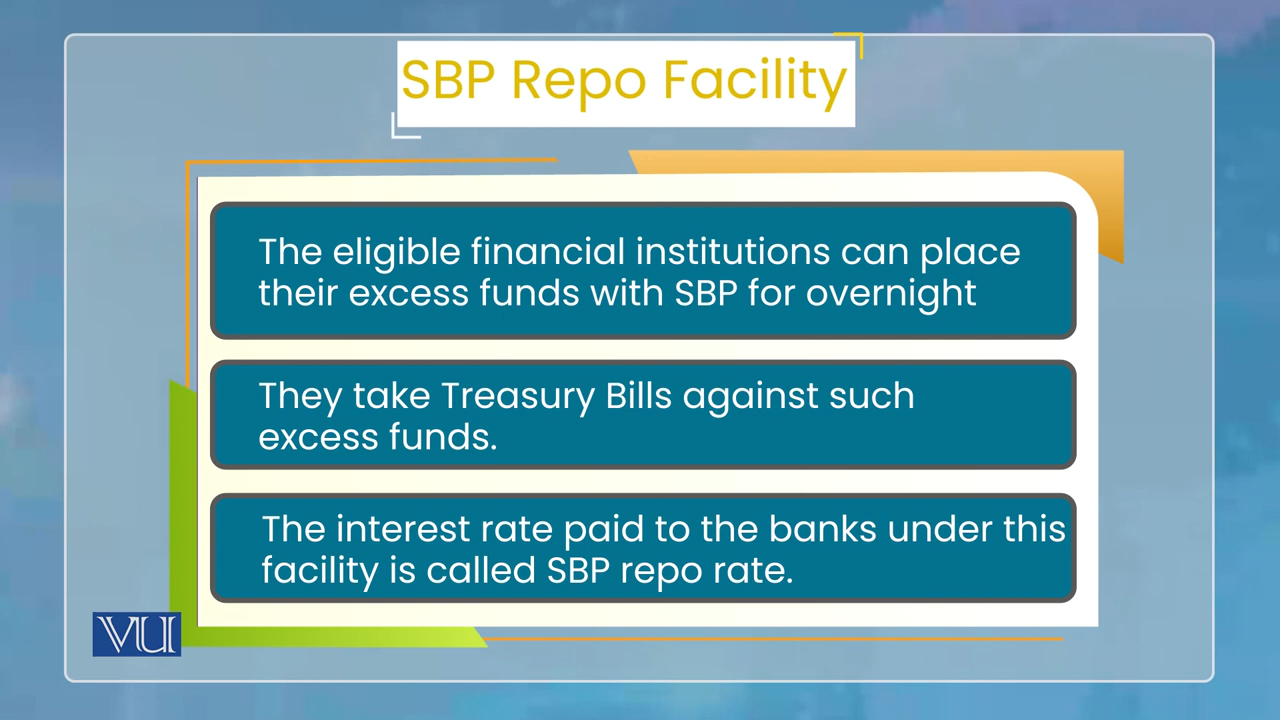 SBP Repo Facility
The eligible financial institutions can place
their excess funds with SBP for overnight
They take Treasury Bills against such
excess funds.
The interest rate paid to the banks under this
facility is called SBP repo rate.
VU